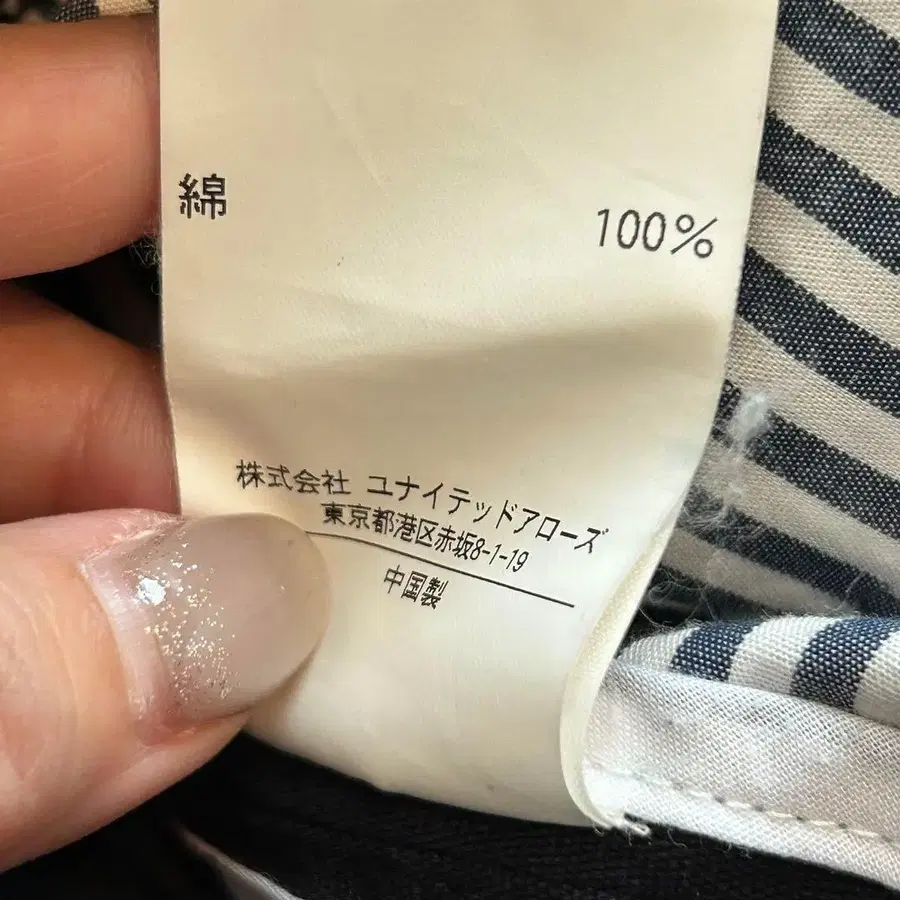 綿 100%
株式会社 ユナイテッドアローズ
東京都港区赤坂8-1-19
中国製